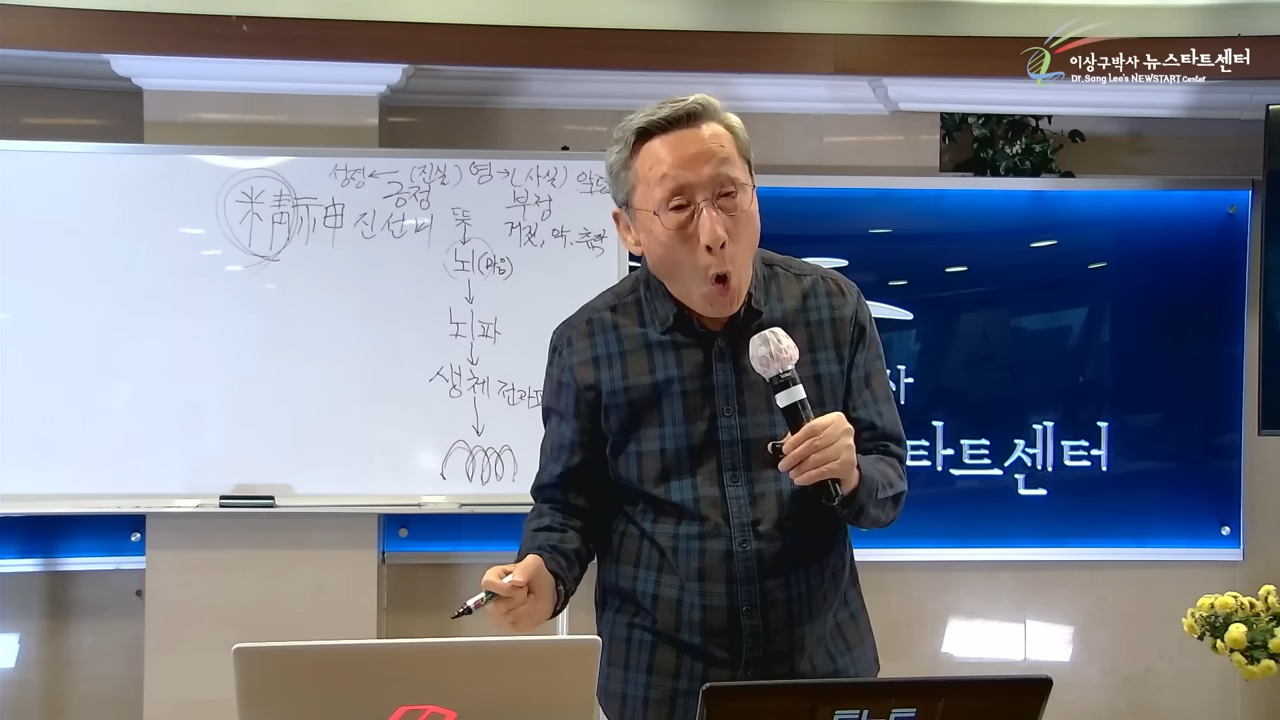 이상구박사 뉴스타트센터
Dr. Sang Lee's NEWSTART Center
성정 ← (진실) 영 → (사실) 악령
긍정 부정
精神 진선미 뜻 거짓, 악, 추
뇌(마음)
뇌파
생체 전자파
사
타트센터